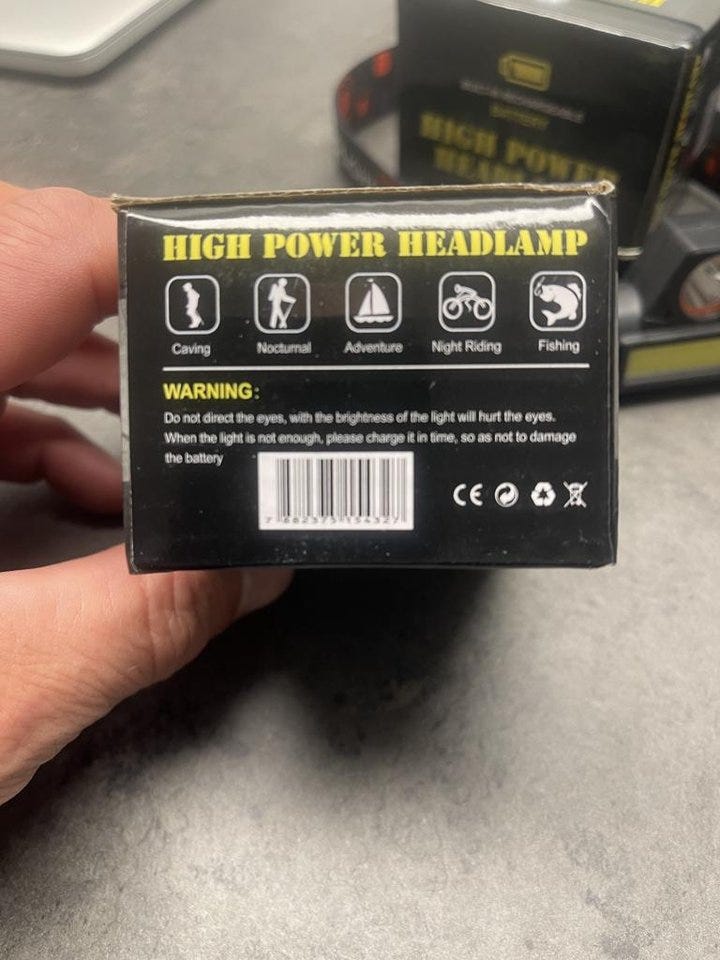 BATTERY
HIGH POWER
HIGH POWER HEADLAMP
Caving Nocturnal Adventure Night Riding Fishing
WARNING:
Do not direct the eyes, with the brightness of the light will hurt the eyes.
When the light is not enough, please charge it in time, so as not to damage
the battery
CE